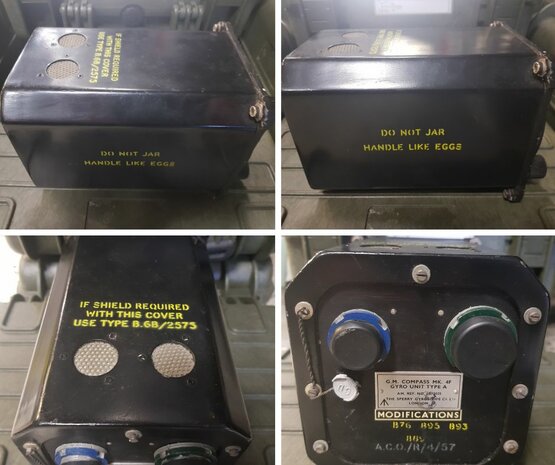 IF SHIELD REQUIRED
WITH THIS COVER
USE TYPE B.6B/2575
DO NOT JAR
HANDLE LIKE EGGS
DO NOT JAR
HANDLE LIKE EGGS
IF SHIELD REQUIRED
WITH THIS COVER
USE TYPE B.6B/2575
G.M. COMPASS MK. 4F
GYRO UNIT TYPE A
THE SPERRY GYROSCOPE CO LTD
LONDON
MODIFICATIONS
876 895 893
A.C.O./R/4/57